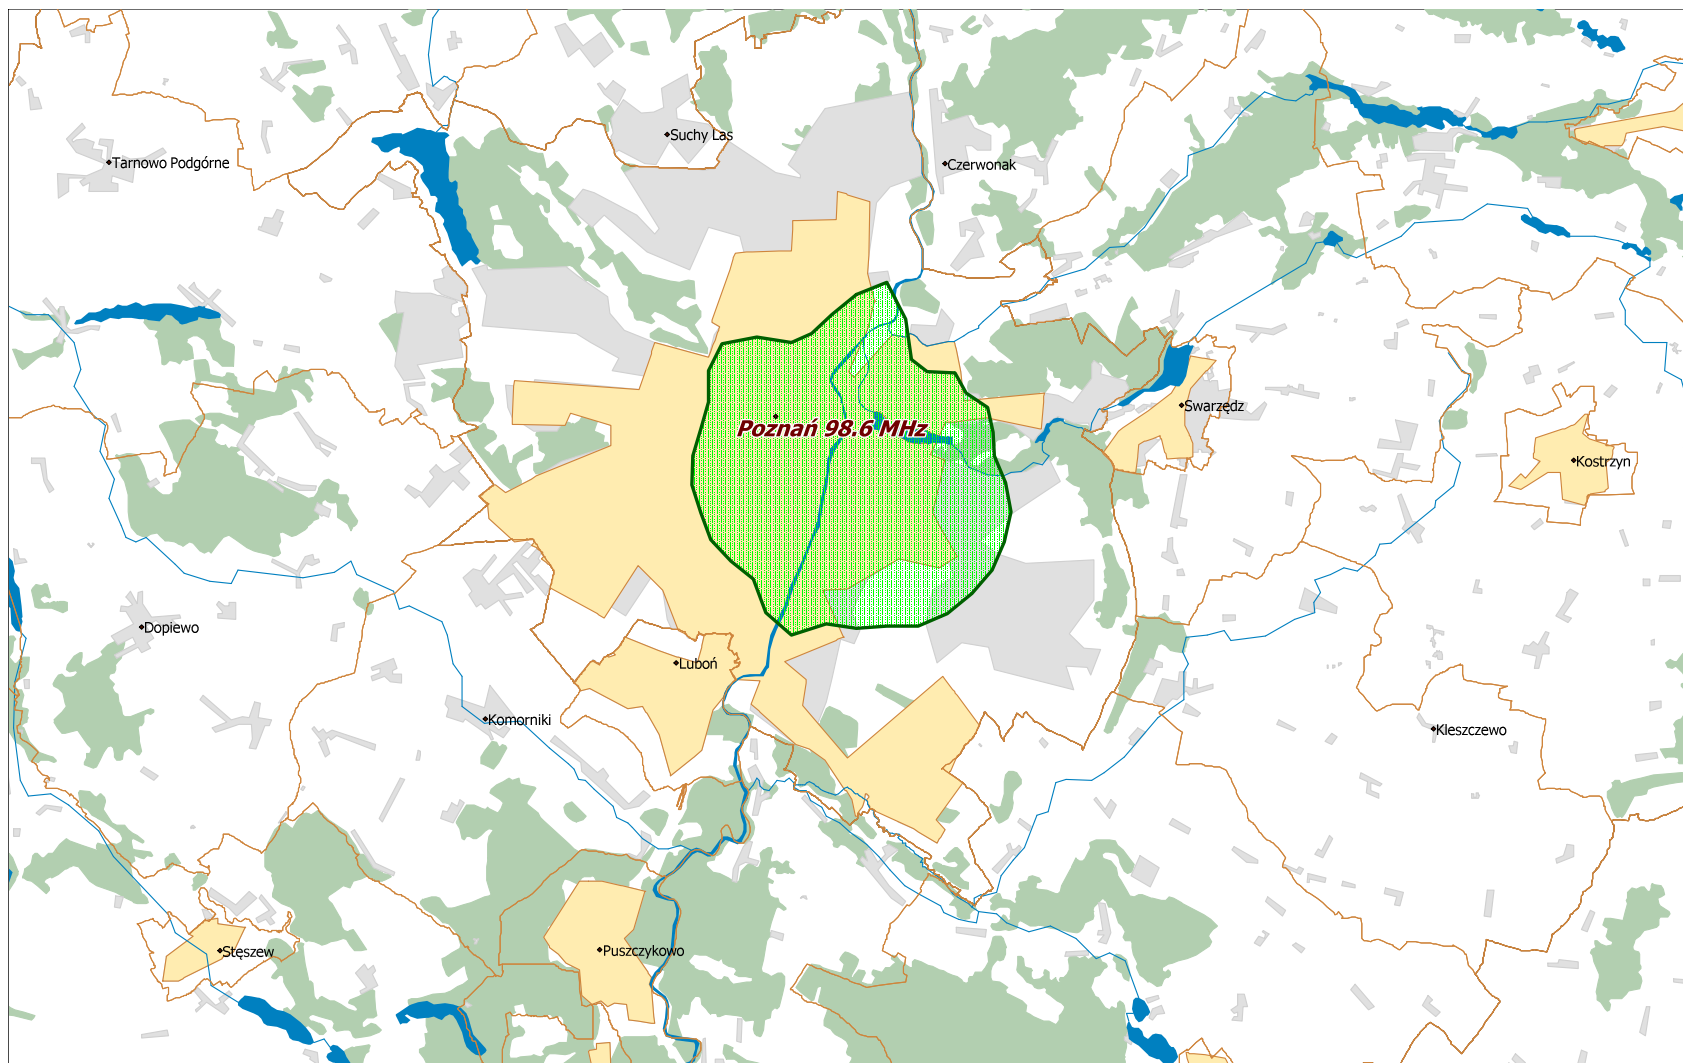 Suchy Las
Tarnowo Podgórne
Czerwonak
Swarzędz
Poznań 98.6 MHz
Kostrzyn
Dopiewo
Luboń
Komorniki
Kleszczewo
Stęszew
Puszczykowo